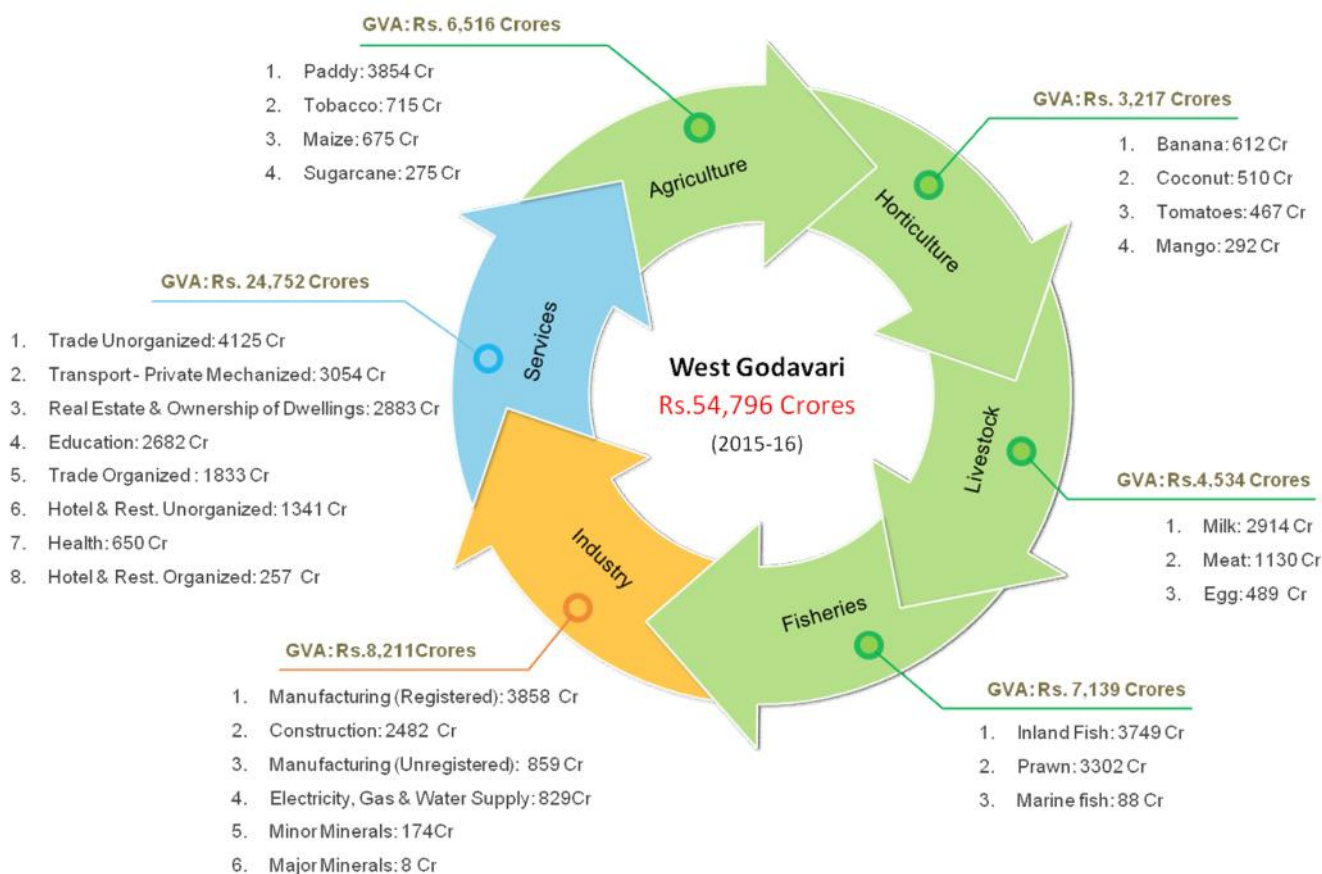 GVA: Rs. 6,516 Crores
1. Paddy: 3854 Cr
2. Tobacco: 715 Cr
3. Maize: 675 Cr
4. Sugarcane: 275 Cr
GVA: Rs. 3,217 Crores
1. Banana: 612 Cr
2. Coconut: 510 Cr
3. Tomatoes: 467 Cr
4. Mango: 292 Cr
GVA: Rs.4,534 Crores
1. Milk: 2914 Cr
2. Meat: 1130 Cr
3. Egg: 489 Cr
GVA: Rs. 7,139 Crores
1. Inland Fish: 3749 Cr
2. Prawn: 3302 Cr
3. Marine fish: 88 Cr
GVA: Rs.8,211Crores
1. Manufacturing (Registered): 3858 Cr
2. Construction: 2482 Cr
3. Manufacturing (Unregistered): 859 Cr
4. Electricity, Gas & Water Supply: 829Cr
5. Minor Minerals: 174Cr
6. Major Minerals: 8 Cr
GVA: Rs. 24,752 Crores
1. Trade Unorganized: 4125 Cr
2. Transport - Private Mechanized: 3054 Cr
3. Real Estate & Ownership of Dwellings: 2883 Cr
4. Education: 2682 Cr
5. Trade Organized : 1833 Cr
6. Hotel & Rest. Unorganized: 1341 Cr
7. Health: 650 Cr
8. Hotel & Rest. Organized: 257 Cr
Agriculture
Horticulture
Livestock
Fisheries
Industry
Services
West Godavari
Rs.54,796 Crores
(2015-16)